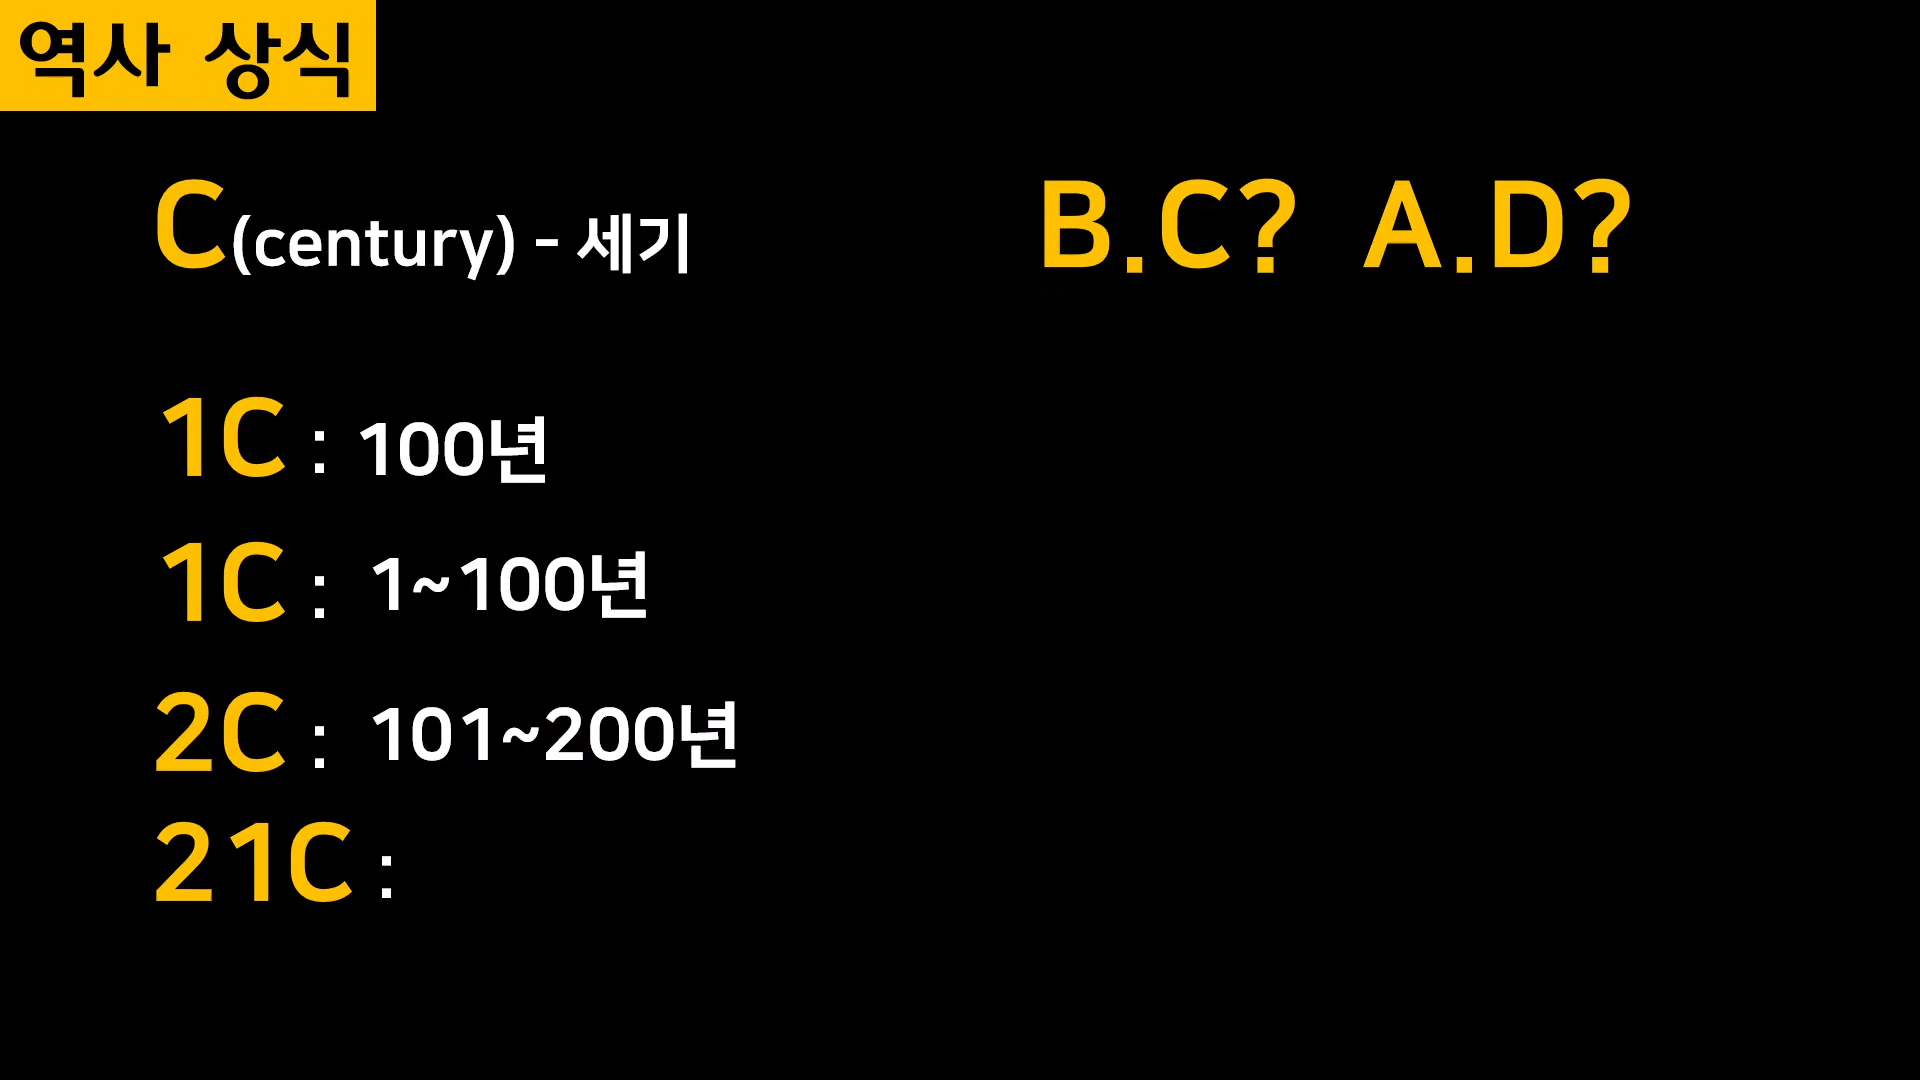 역사 상식
C(century) - 세기
B.C? A.D?
1C : 100년
1C : 1~100년
2C : 101~200년
21C :